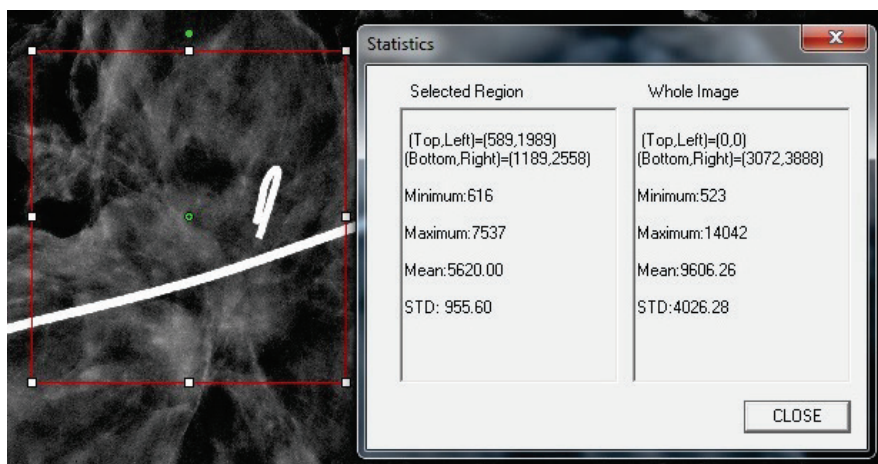 Statistics
Selected Region
(Top,Left)=(589,1989)
(Bottom,Right)=(1189,2558)
Minimum:616
Maximum:7537
Mean:5620.00
STD: 955.60
Whole Image
(Top,Left)=(0,0)
(Bottom,Right)=(3072,3888)
Minimum:523
Maximum:14042
Mean:9606.26
STD:4026.28
CLOSE